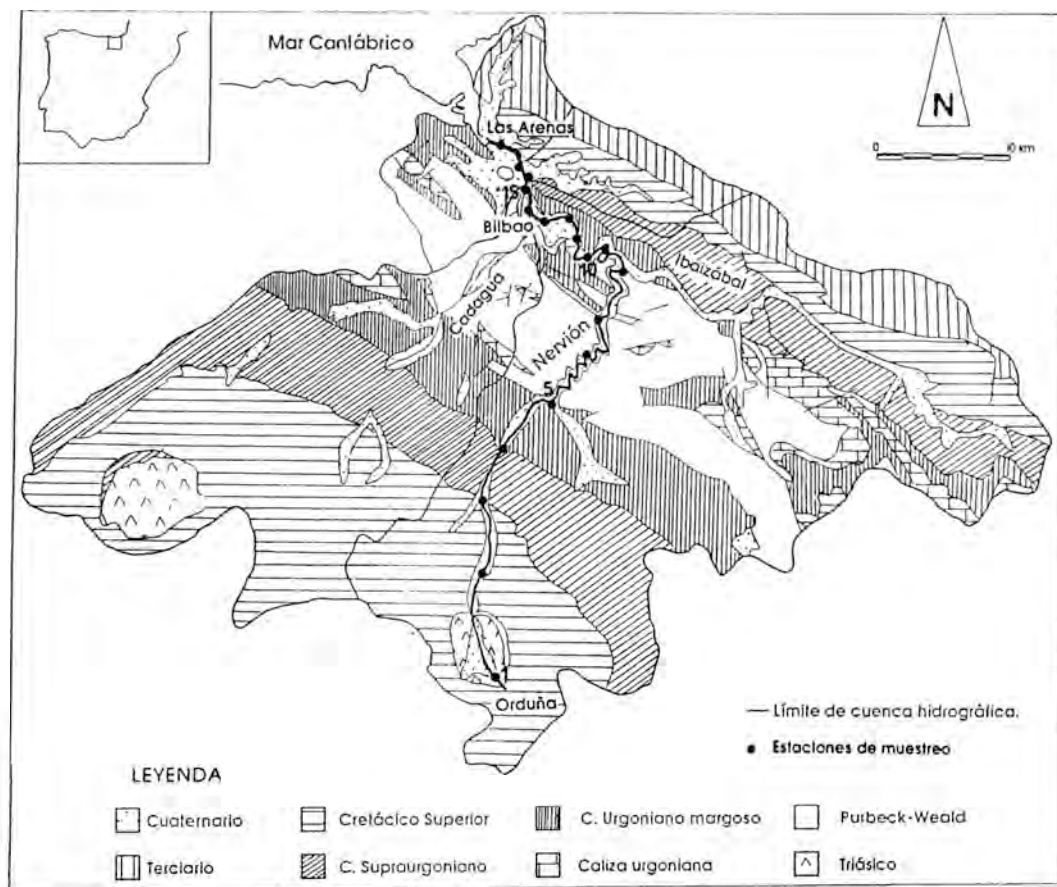 Mar Cantábrico
N
0 10 km
Las Arenas
15
Bilbao
10
Ibaizábal
Cadagua
Nervión
5
1
Orduña
Límite de cuenca hidrográfica.
Estaciones de muestreo
LEYENDA
Cuaternario
Cretácico Superior
C. Urgoniano margoso
Purbeck-Weald
Terciario
C. Supraurgoniano
Caliza urgoniana
Triásico